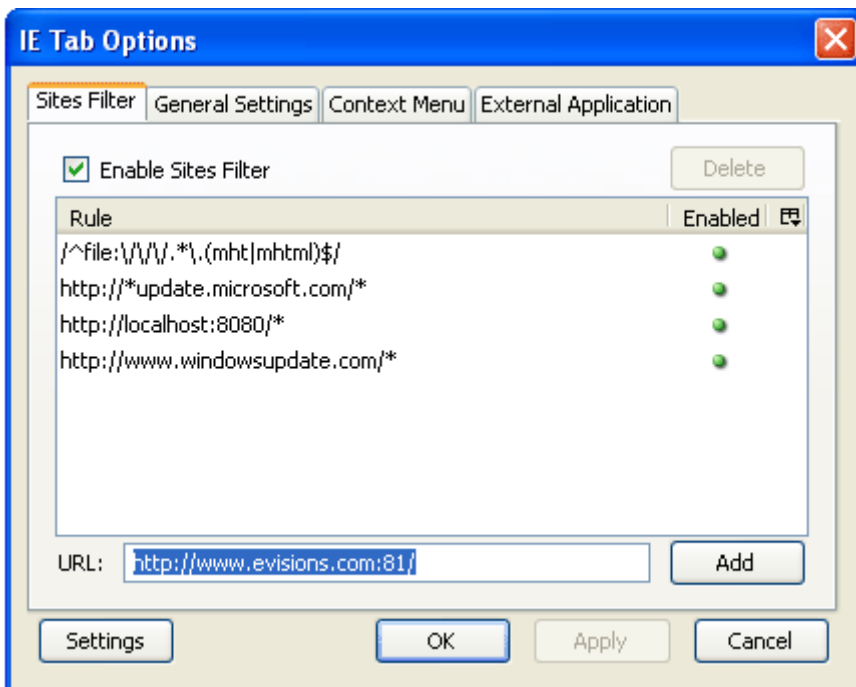 IE Tab Options
Sites Filter General Settings Context Menu External Application
Enable Sites Filter Delete
Rule Enabled
/^file:\/\/\/.*\.(mht|mhtml)$/
http://*update.microsoft.com/*
http://localhost:8080/*
http://www.windowsupdate.com/*
URL: http://www.evisions.com:81/ Add
Settings OK Apply Cancel